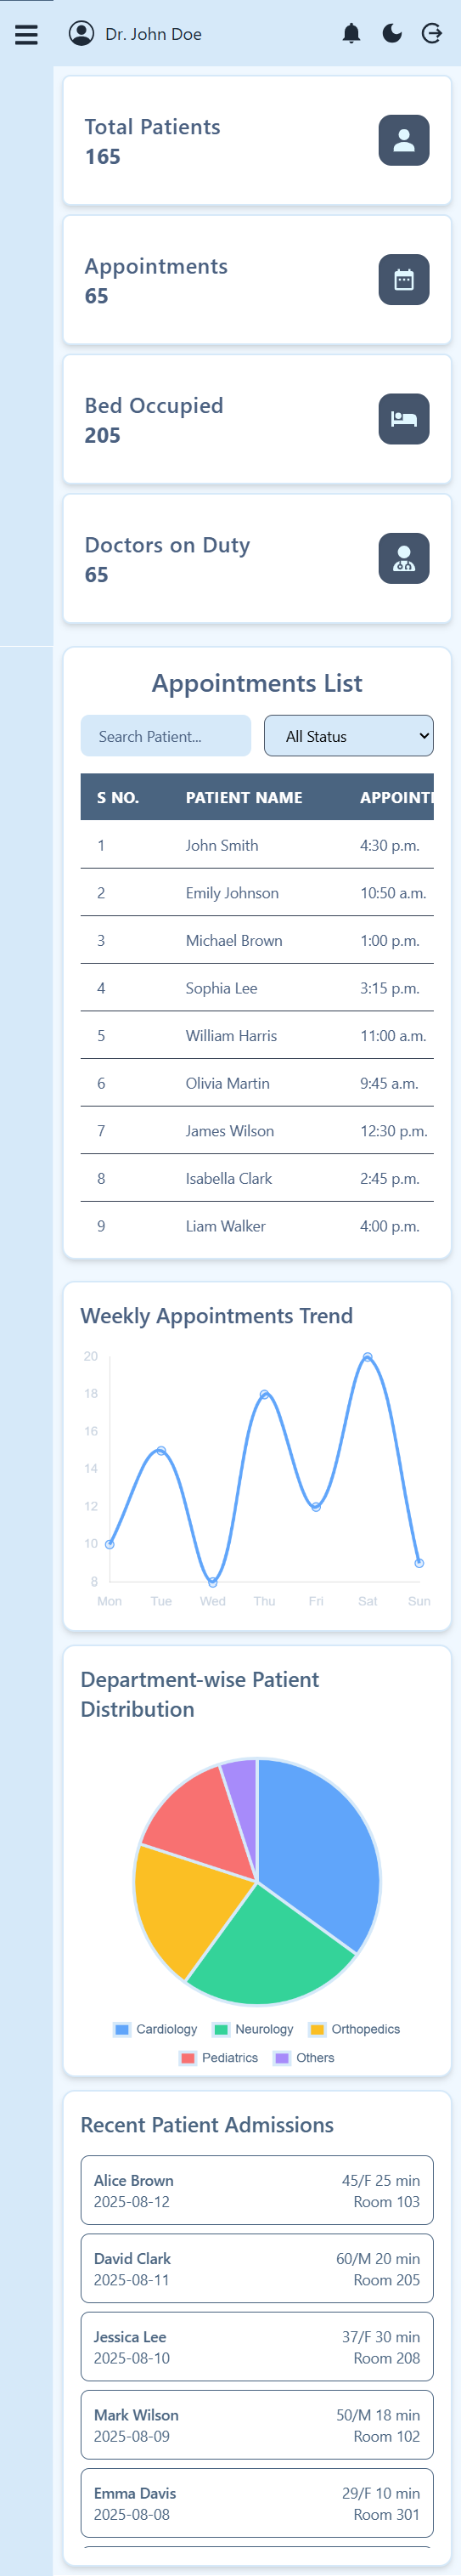 Dr. John Doe
Total Patients
165
Appointments
65
Bed Occupied
205
Doctors on Duty
65
Appointments List
Search Patient... All Status
S NO. PATIENT NAME APPOINT
1 John Smith 4:30 p.m.
2 Emily Johnson 10:50 a.m.
3 Michael Brown 1:00 p.m.
4 Sophia Lee 3:15 p.m.
5 William Harris 11:00 a.m.
6 Olivia Martin 9:45 a.m.
7 James Wilson 12:30 p.m.
8 Isabella Clark 2:45 p.m.
9 Liam Walker 4:00 p.m.
Weekly Appointments Trend
20
18
16
14
12
10
8
Mon Tue Wed Thu Fri Sat Sun
Department-wise Patient
Distribution
Cardiology Neurology Orthopedics
Pediatrics Others
Recent Patient Admissions
Alice Brown 45/F 25 min
2025-08-12 Room 103
David Clark 60/M 20 min
2025-08-11 Room 205
Jessica Lee 37/F 30 min
2025-08-10 Room 208
Mark Wilson 50/M 18 min
2025-08-09 Room 102
Emma Davis 29/F 10 min
2025-08-08 Room 301